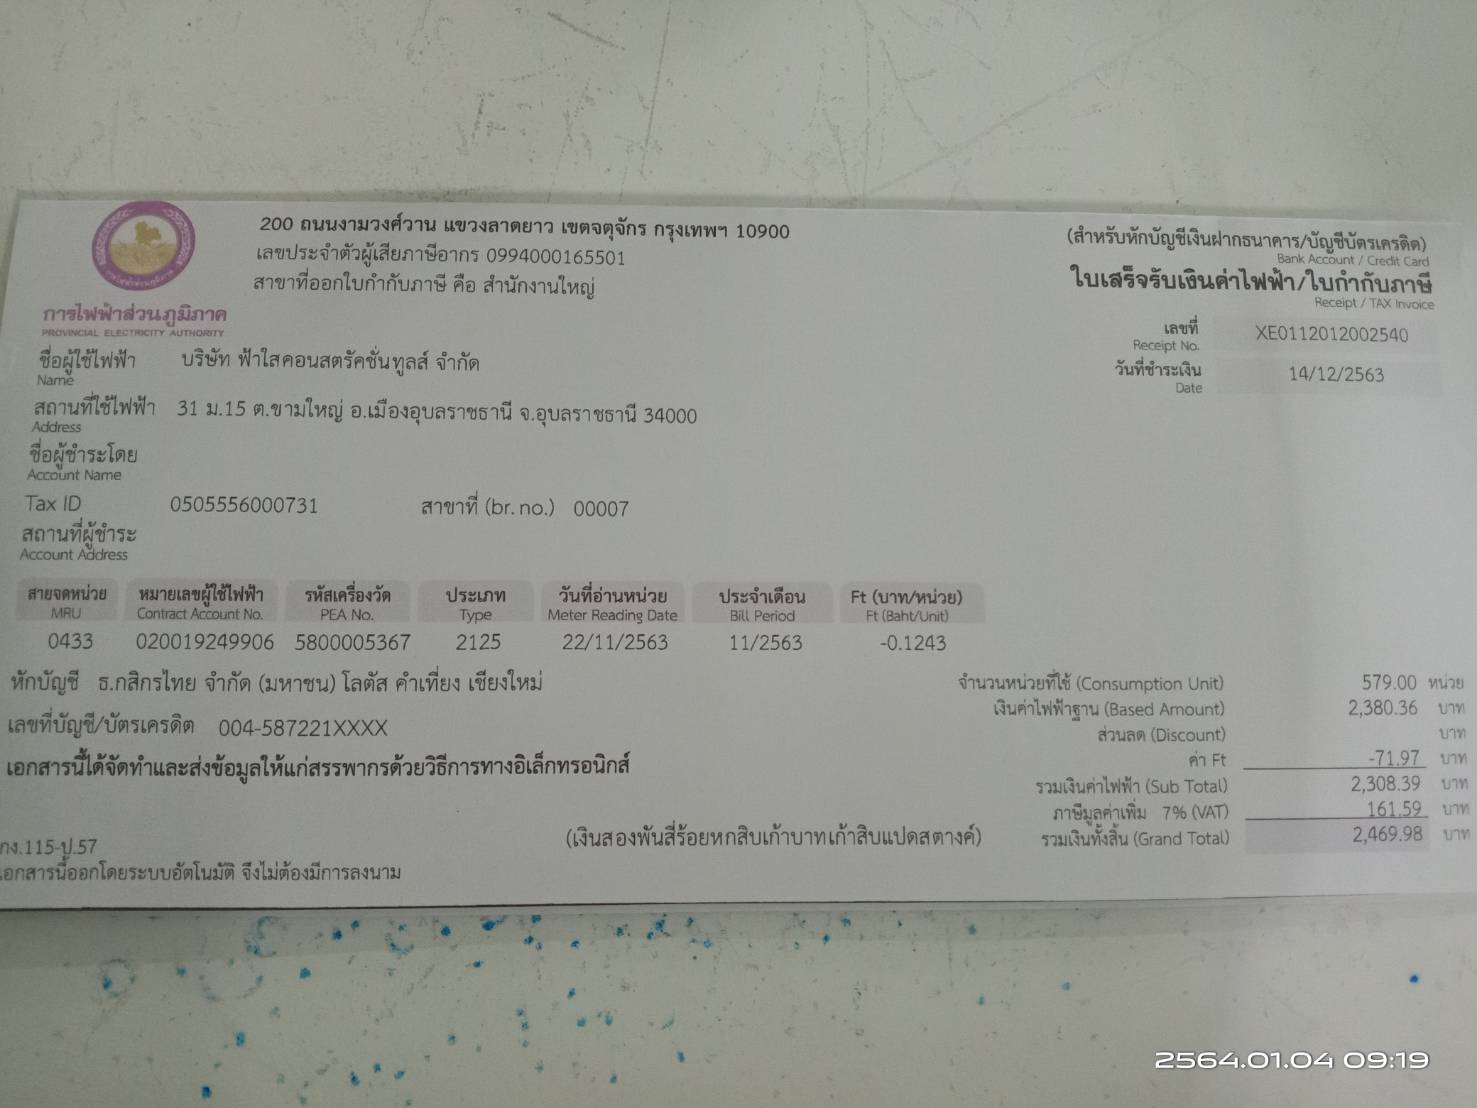 200 ถนนงามวงศ์วาน แขวงลาดยาว เขตจตุจักร กรุงเทพฯ 10900
เลขประจำตัวผู้เสียภาษีอากร 0994000165501
สาขาที่ออกใบกำกับภาษี คือ สำนักงานใหญ่
(สำหรับหักบัญชีเงินฝากธนาคาร/บัญชีบัตรเครดิต)
Bank Account / Credit Card
ใบเสร็จรับเงินค่าไฟฟ้า/ใบกำกับภาษี
Receipt / TAX Invoice
การไฟฟ้าส่วนภูมิภาค
PROVINCIAL ELECTRICITY AUTHORITY
เลขที่ XE0112012002540
Receipt No.
วันที่ชำระเงิน 14/12/2563
Date
ชื่อผู้ใช้ไฟฟ้า บริษัท ฟ้าใสคอนสตรัคชั่นทูลส์ จำกัด
Name
สถานที่ใช้ไฟฟ้า 31 ม.15 ต.ขามใหญ่ อ.เมืองอุบลราชธานี จ.อุบลราชธานี 34000
Address
ชื่อผู้ชำระโดย
Account Name
Tax ID 0505556000731 สาขาที่ (br. no.) 00007
สถานที่ผู้ชำระ
Account Address
สายจดหน่วย หมายเลขผู้ใช้ไฟฟ้า รหัสเครื่องวัด ประเภท วันที่อ่านหน่วย ประจำเดือน Ft (บาท/หน่วย)
MRU Contract Account No. PEA No. Type Meter Reading Date Bill Period Ft (Baht/Unit)
0433 020019249906 5800005367 2125 22/11/2563 11/2563 -0.1243
หักบัญชี ธ.กสิกรไทย จำกัด (มหาชน) โลตัส คำเที่ยง เชียงใหม่
เลขที่บัญชี/บัตรเครดิต 004-587221XXXX
เอกสารนี้ได้จัดทำและส่งข้อมูลให้แก่สรรพากรด้วยวิธีการทางอิเล็กทรอนิกส์
จำนวนหน่วยที่ใช้ (Consumption Unit) 579.00 หน่วย
เงินค่าไฟฟ้าฐาน (Based Amount) 2,380.36 บาท
ส่วนลด (Discount) บาท
ค่า Ft -71.97 บาท
รวมเงินค่าไฟฟ้า (Sub Total) 2,308.39 บาท
ภาษีมูลค่าเพิ่ม 7% (VAT) 161.59 บาท
(เงินสองพันสี่ร้อยหกสิบเก้าบาทเก้าสิบแปดสตางค์) รวมเงินทั้งสิ้น (Grand Total) 2,469.98 บาท
กง.115-ป.57
เอกสารนี้ออกโดยระบบอัตโนมัติ จึงไม่ต้องมีการลงนาม
2564.01.04 09:19